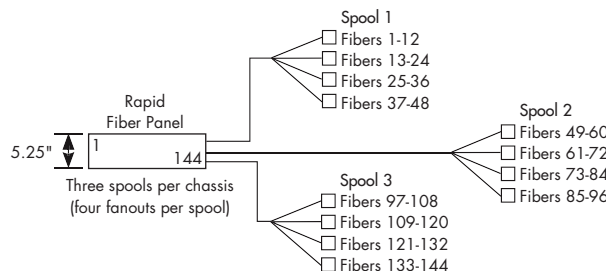 Spool 1
Fibers 1-12
Fibers 13-24
Fibers 25-36
Fibers 37-48
Rapid
Fiber Panel
5.25"
1
144
Three spools per chassis
(four fanouts per spool)
Spool 2
Fibers 49-60
Fibers 61-72
Fibers 73-84
Fibers 85-96
Spool 3
Fibers 97-108
Fibers 109-120
Fibers 121-132
Fibers 133-144